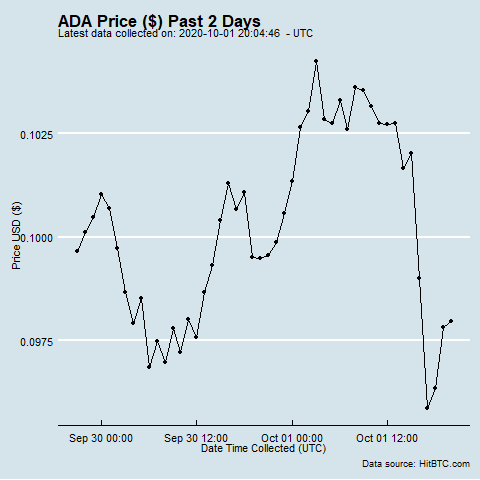 ADA Price ($) Past 2 Days
Latest data collected on: 2020-10-01 20:04:46 - UTC
Price USD ($)
0.1025
0.1000
0.0975
Sep 30 00:00
Sep 30 12:00
Oct 01 00:00
Oct 01 12:00
Date Time Collected (UTC)
Data source: HitBTC.com